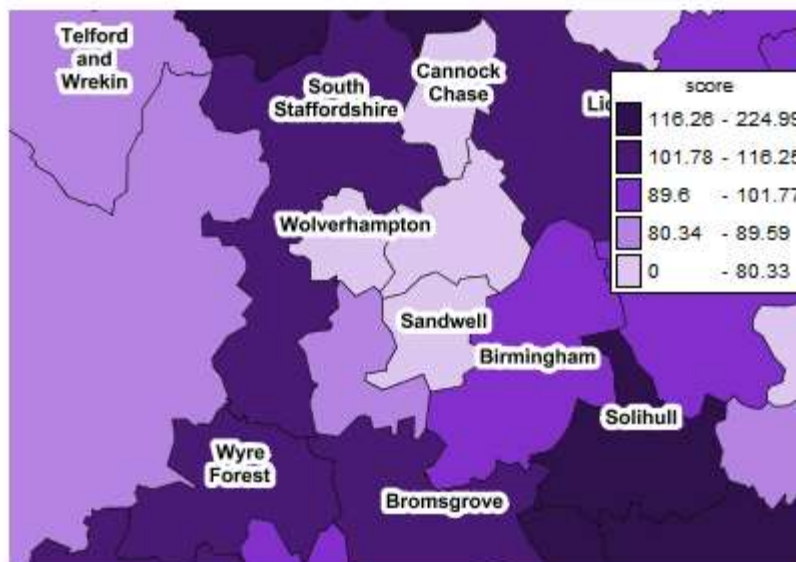 Telford
and
Wrekin
South
Staffordshire
Cannock
Chase
score
116.26 - 224.99
101.78 - 116.25
89.6 - 101.77
80.34 - 89.59
0 - 80.33
Wolverhampton
Sandwell
Birmingham
Solihull
Wyre
Forest
Bromsgrove